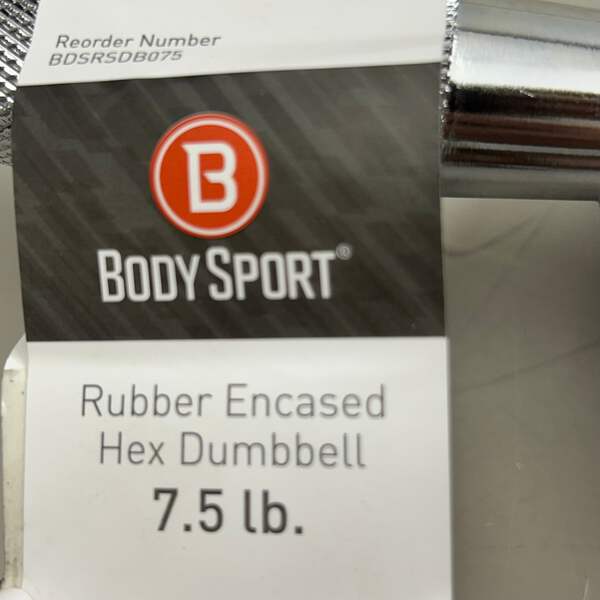 Reorder Number
BDSRSDB075
B
BODY SPORT®
Rubber Encased
Hex Dumbbell
7.5 lb.